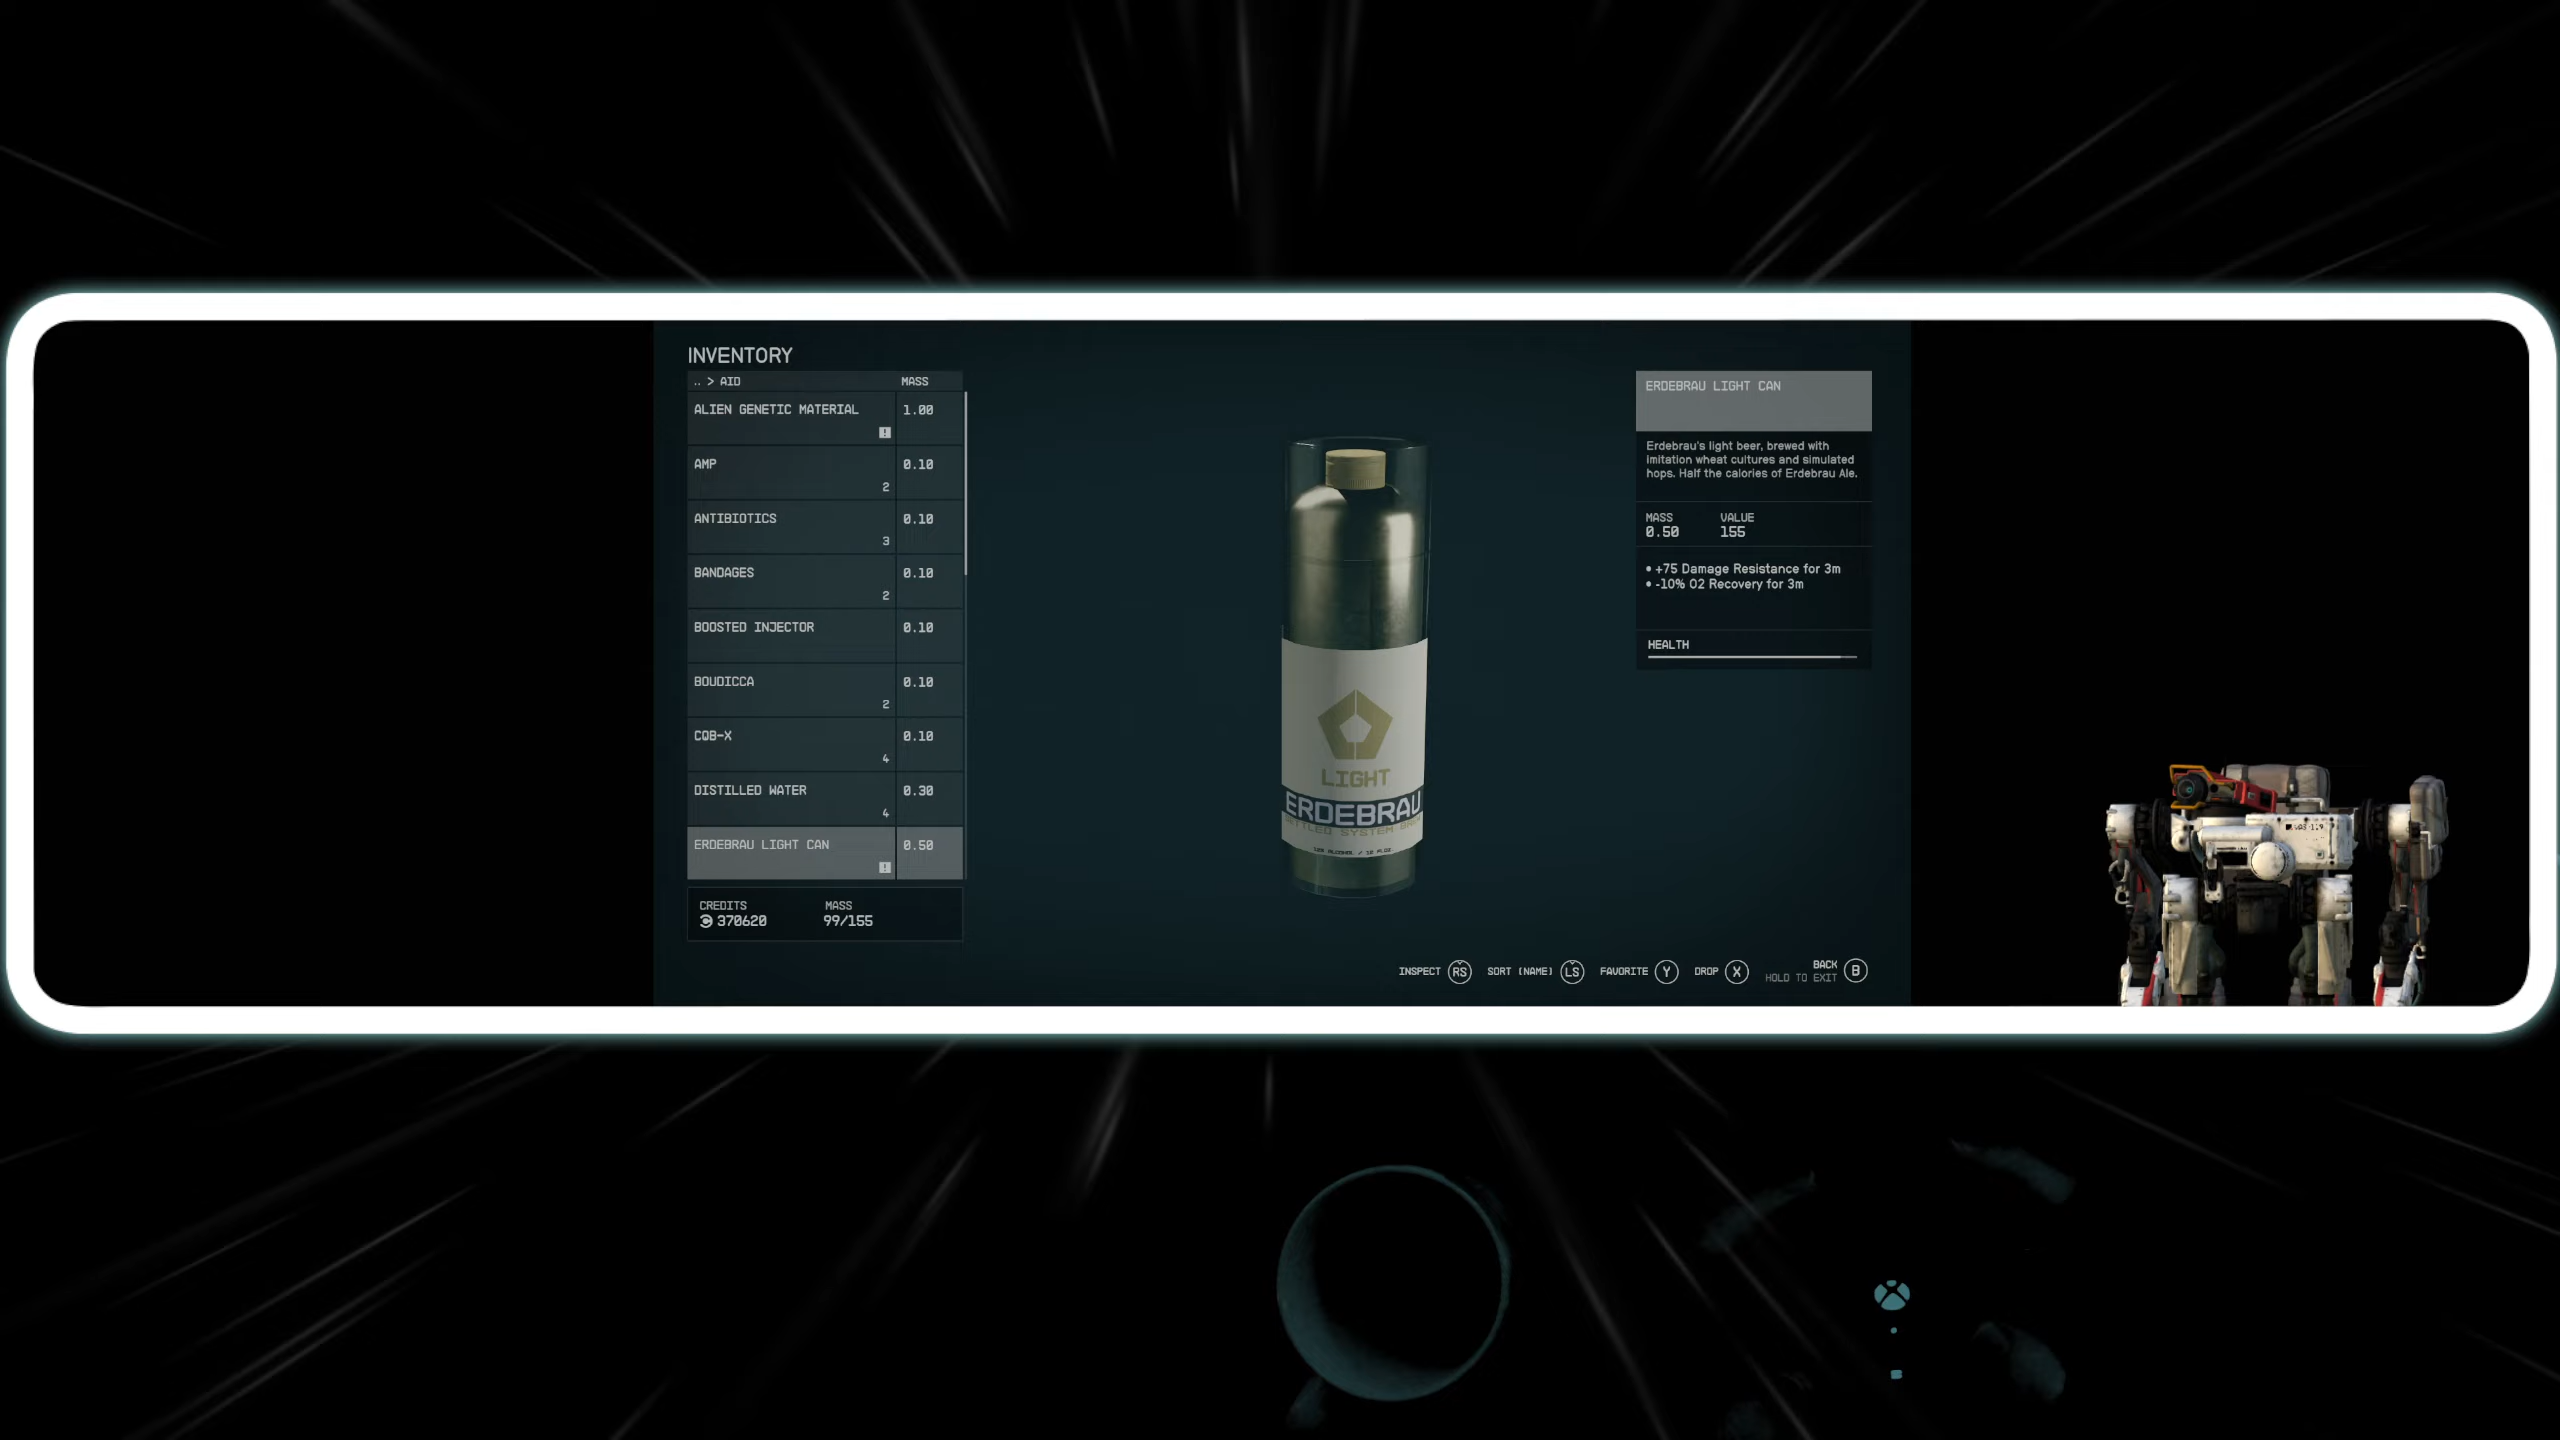 INVENTORY
.. > AID MASS
ALIEN GENETIC MATERIAL 1.00
!
AMP 0.10
2
ANTIBIOTICS 0.10
3
BANDAGES 0.10
2
BOOSTED INJECTOR 0.10
BOUDICCA 0.10
2
CQB-X 0.10
4
DISTILLED WATER 0.30
4
ERDEBRAU LIGHT CAN 0.50
!
CREDITS MASS
370620 99/155
LIGHT
ERDEBRAU
ERDEBRAU LIGHT CAN
Erdebrau's light beer, brewed with
imitation wheat cultures and simulated
hops. Half the calories of Erdebrau Ale.
MASS VALUE
0.50 155
• +75 Damage Resistance for 3m
• -10% O2 Recovery for 3m
HEALTH
INSPECT RS SORT (NAME) LS FAVORITE Y DROP X BACK B
HOLD TO EXIT